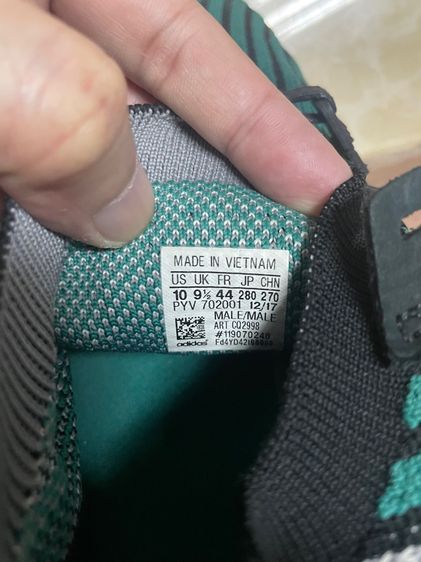 MADE IN VIETNAM
US UK FR JP CHN
10 9½ 44 280 270
PYV 702001 12/17
MALE/MALE
ART CQ2998
#119070240
adidas